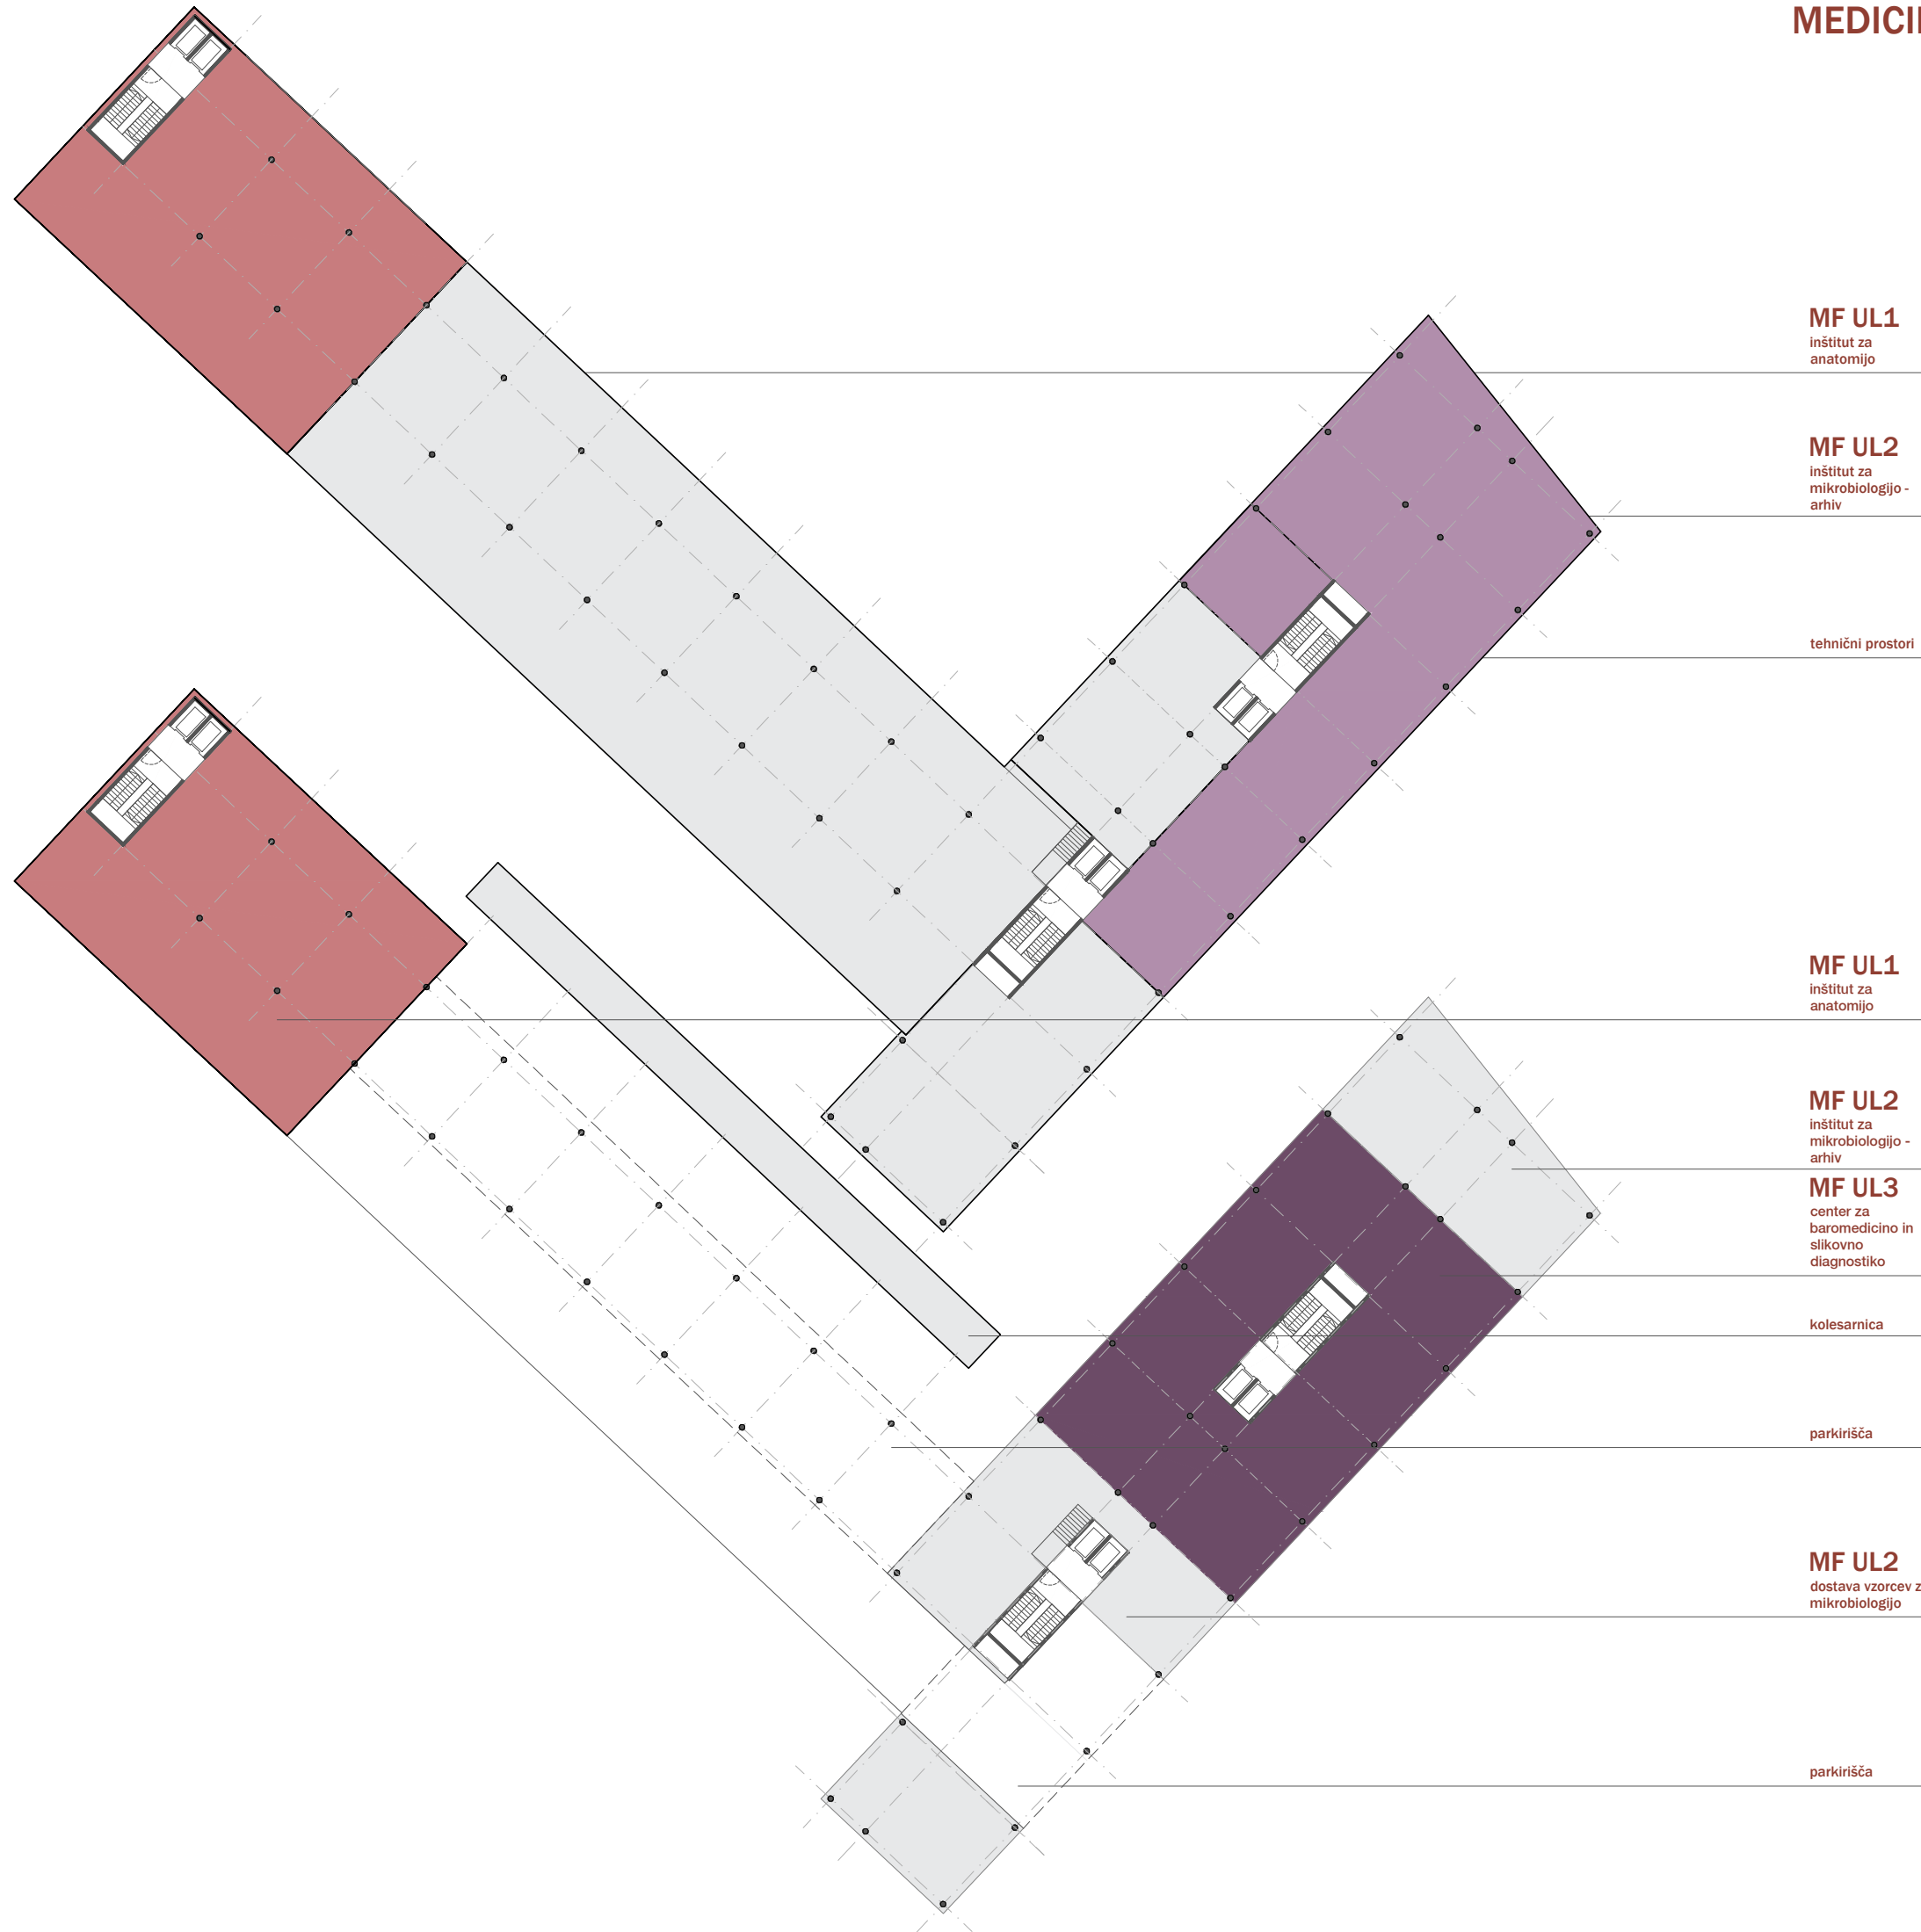 MF UL1
inštitut za
anatomijo
MF UL2
inštitut za
mikrobiologijo -
arhiv
tehnični prostori
MF UL1
inštitut za
anatomijo
MF UL2
inštitut za
mikrobiologijo -
arhiv
MF UL3
center za
baromedicino in
slikovno
diagnostiko
kolesarnica
parkirišča
MF UL2
dostava vzorcev z
mikrobiologijo
parkirišča